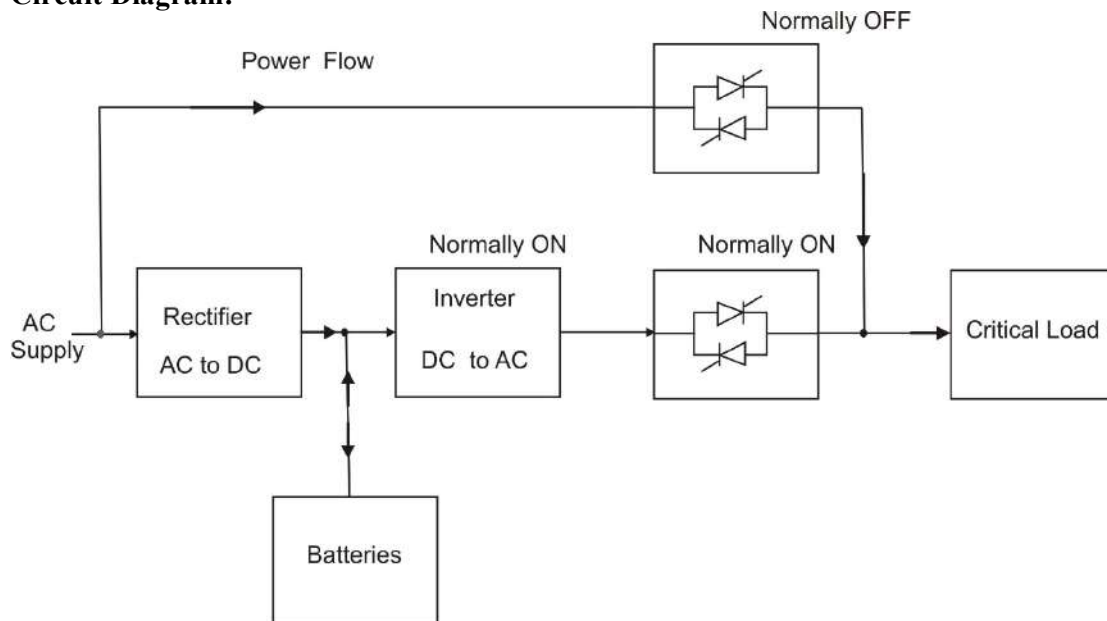 Circuit Diagram:
Normally OFF
Power Flow
Normally ON
Normally ON
AC
Supply
Rectifier
AC to DC
Inverter
DC to AC
Critical Load
Batteries